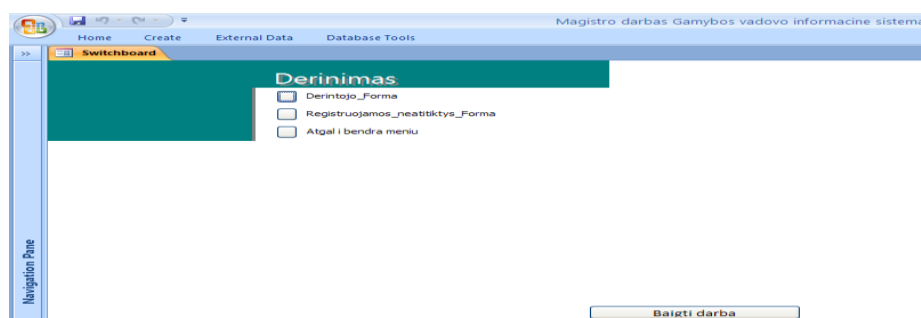 Magistro darbas Gamybos vadovo informacine sistema
Home Create External Data Database Tools
>> Switchboard
Derinimas
Derintojo_Forma
Registruojamos_neatitiktys_Forma
Atgal i bendra meniu
Navigation Pane
Baigti darba